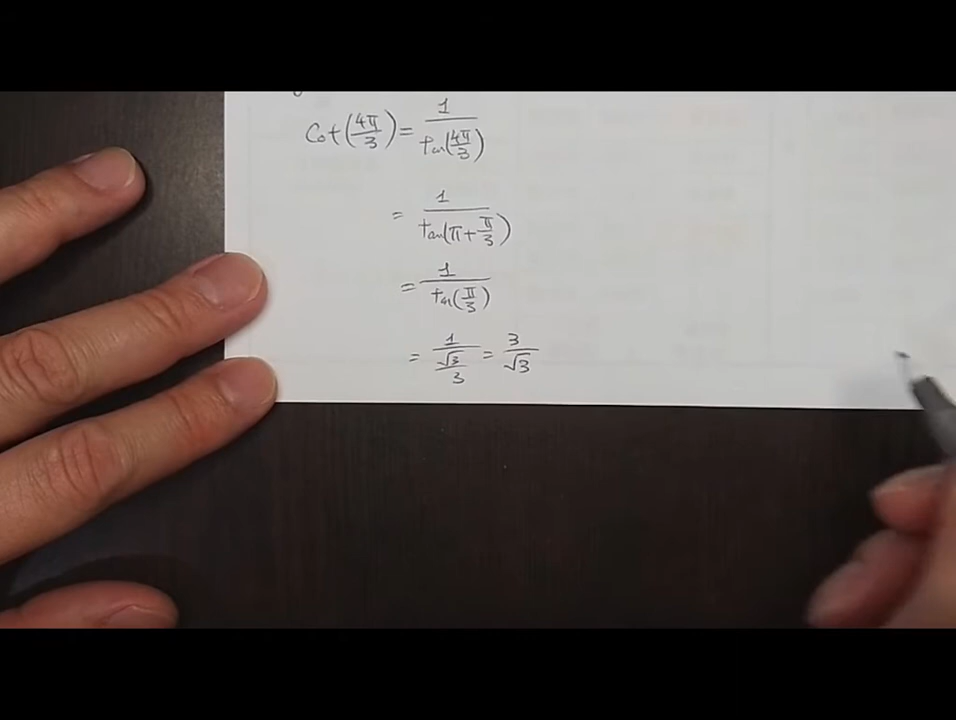 Cot(4π/3) = 1/tan(4π/3)
= 1/tan(π+π/3)
= 1/tan(π/3)
= 1/(√3/3) = 3/√3